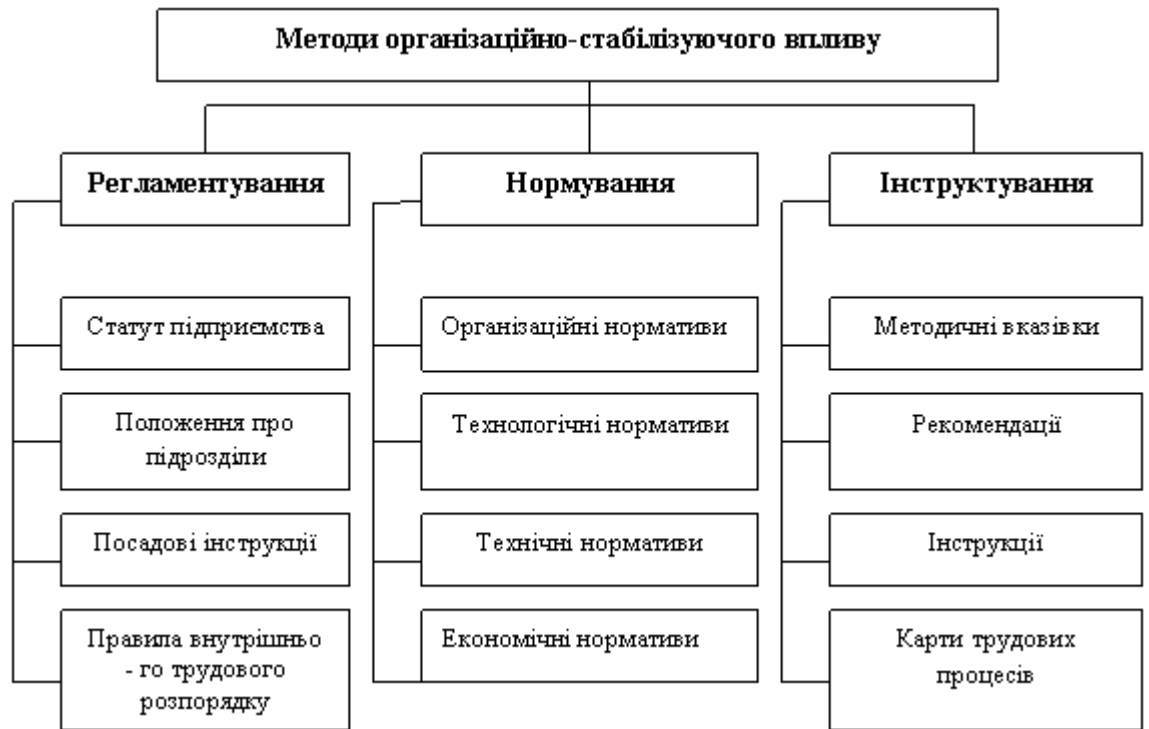 Методи організаційно-стабілізуючого впливу
Регламентування
Нормування
Інструктування
Статут підприємства
Організаційні нормативи
Методичні вказівки
Положення про
підрозділи
Технологічні нормативи
Рекомендації
Посадові інструкції
Технічні нормативи
Інструкції
Правила внутрішньо
- го трудового
розпорядку
Економічні нормативи
Карти трудових
процесів